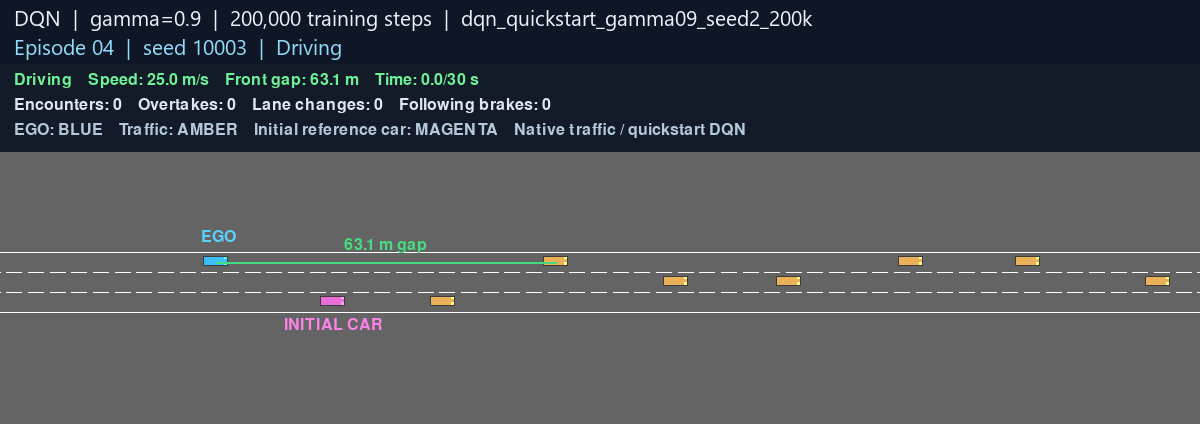 DQN | gamma=0.9 | 200,000 training steps | dqn_quickstart_gamma09_seed2_200k
Episode 04 | seed 10003 | Driving
Driving Speed: 25.0 m/s Front gap: 63.1 m Time: 0.0/30 s
Encounters: 0 Overtakes: 0 Lane changes: 0 Following brakes: 0
EGO: BLUE Traffic: AMBER Initial reference car: MAGENTA Native traffic / quickstart DQN
EGO
63.1 m gap
INITIAL CAR